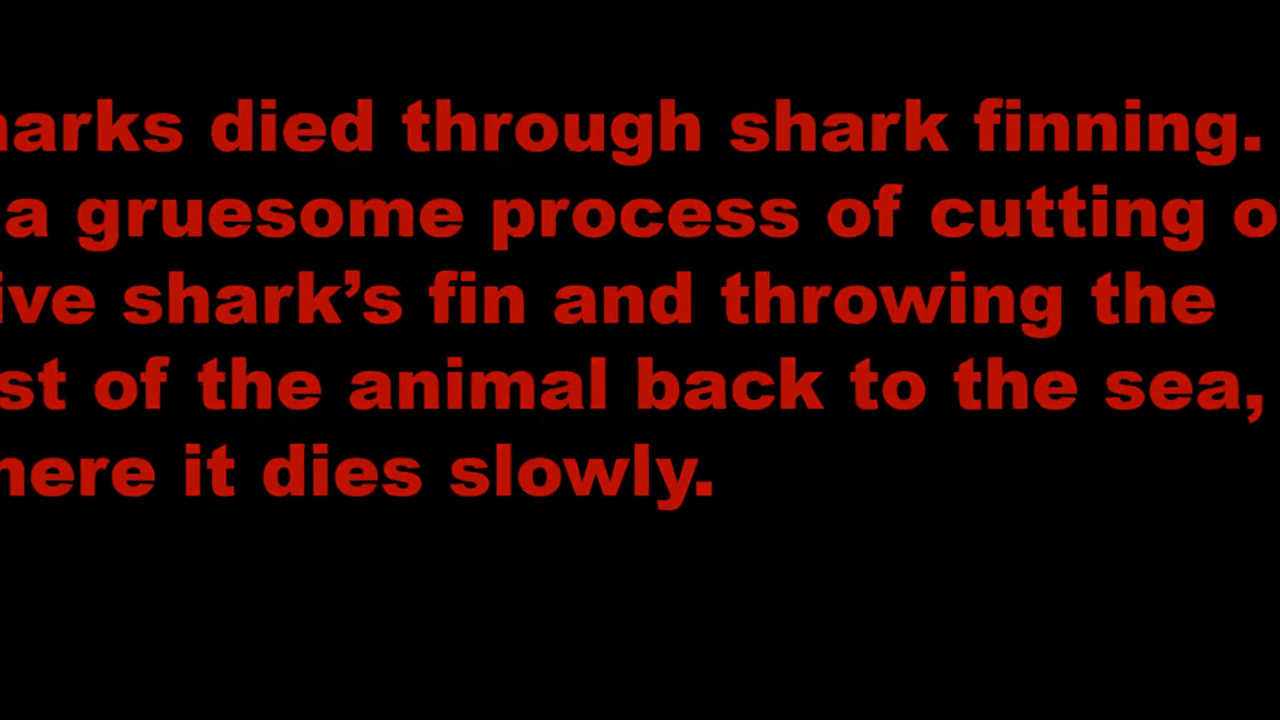 harks died through shark finning.
a gruesome process of cutting o
ive shark’s fin and throwing the
st of the animal back to the sea,
here it dies slowly.